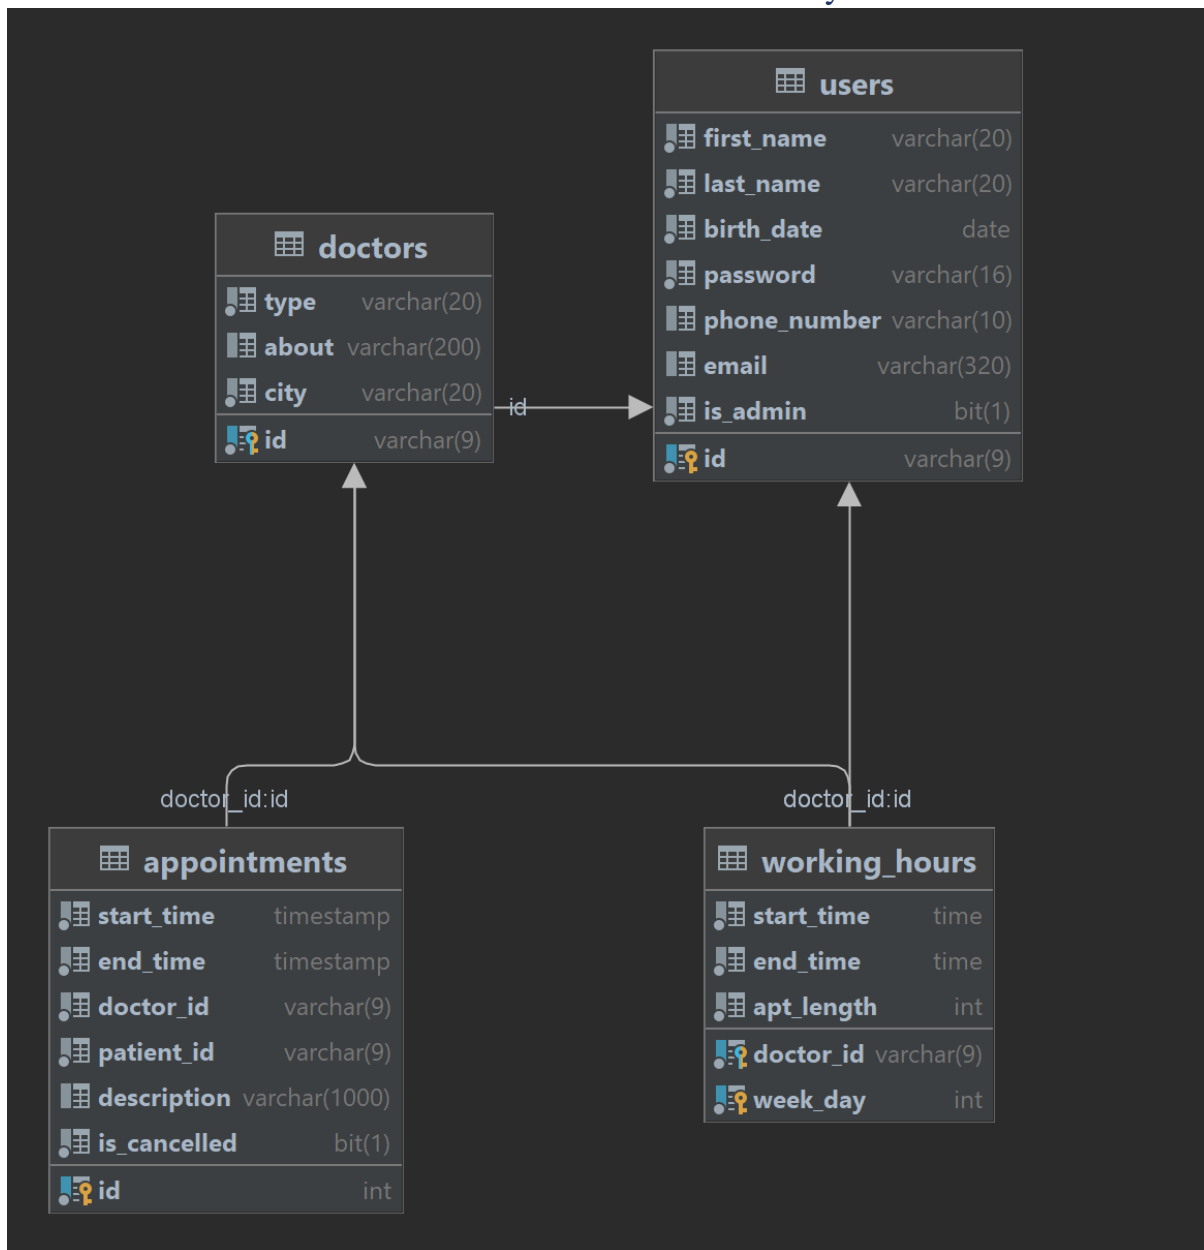 users
first_name varchar(20)
last_name varchar(20)
birth_date date
password varchar(16)
phone_number varchar(10)
email varchar(320)
is_admin bit(1)
id varchar(9)
doctors
type varchar(20)
about varchar(200)
city varchar(20)
id varchar(9)
id
doctor_id:id
doctor_id:id
appointments
start_time timestamp
end_time timestamp
doctor_id varchar(9)
patient_id varchar(9)
description varchar(1000)
is_cancelled bit(1)
id int
working_hours
start_time time
end_time time
apt_length int
doctor_id varchar(9)
week_day int